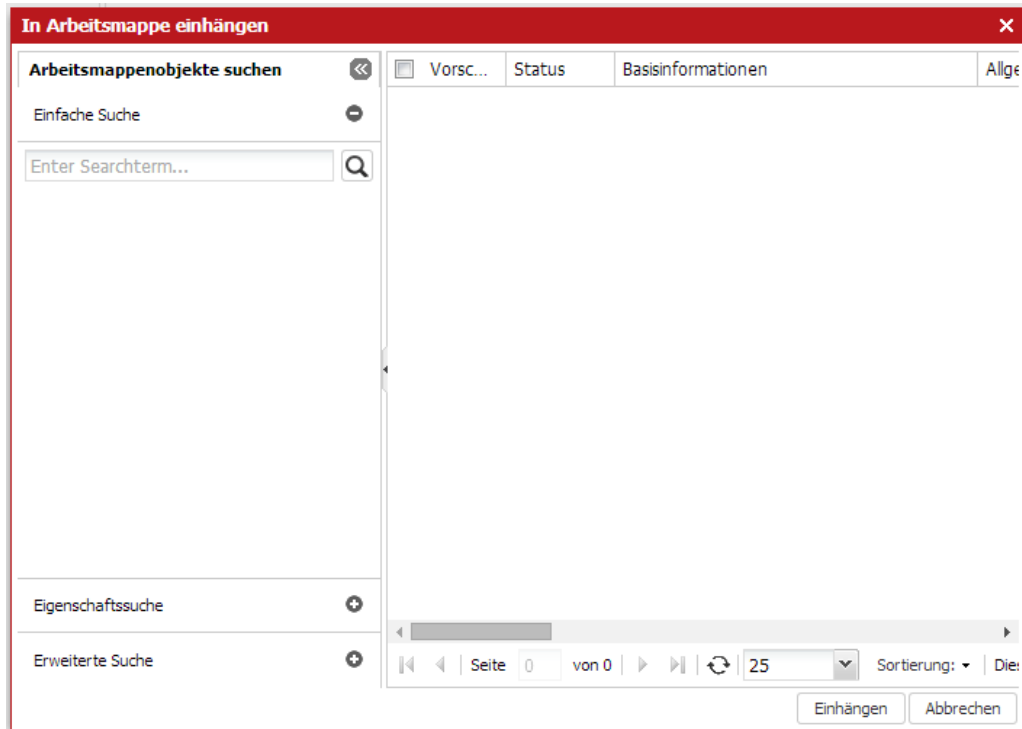 In Arbeitsmappe einhängen
Arbeitsmappenobjekte suchen
Vorsc... Status Basisinformationen Allge
Einfache Suche
Enter Searchterm...
Eigenschaftssuche
Erweiterte Suche
Seite 0 von 0 25 Sortierung: Die
Einhängen Abbrechen